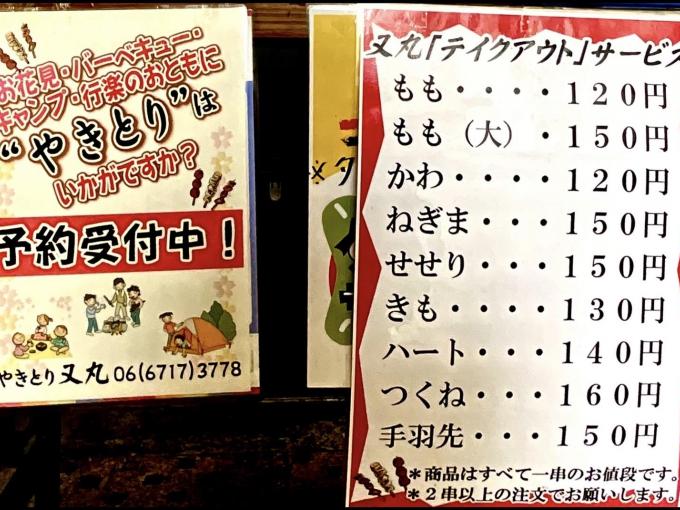 お花見・バーベキュー・
キャンプ・行楽のおともに
“やきとり”は
いかがですか？
予約受付中！
やきとり 又丸 06(6717)3778
又丸「テイクアウト」サービス
もも・・・・１２０円
もも（大）・１５０円
かわ・・・・１２０円
ねぎま・・・１５０円
せせり・・・１５０円
きも・・・・１３０円
ハート・・・１４０円
つくね・・・１６０円
手羽先・・・１５０円
＊商品はすべて一串のお値段です。
＊２串以上の注文でお願いします。